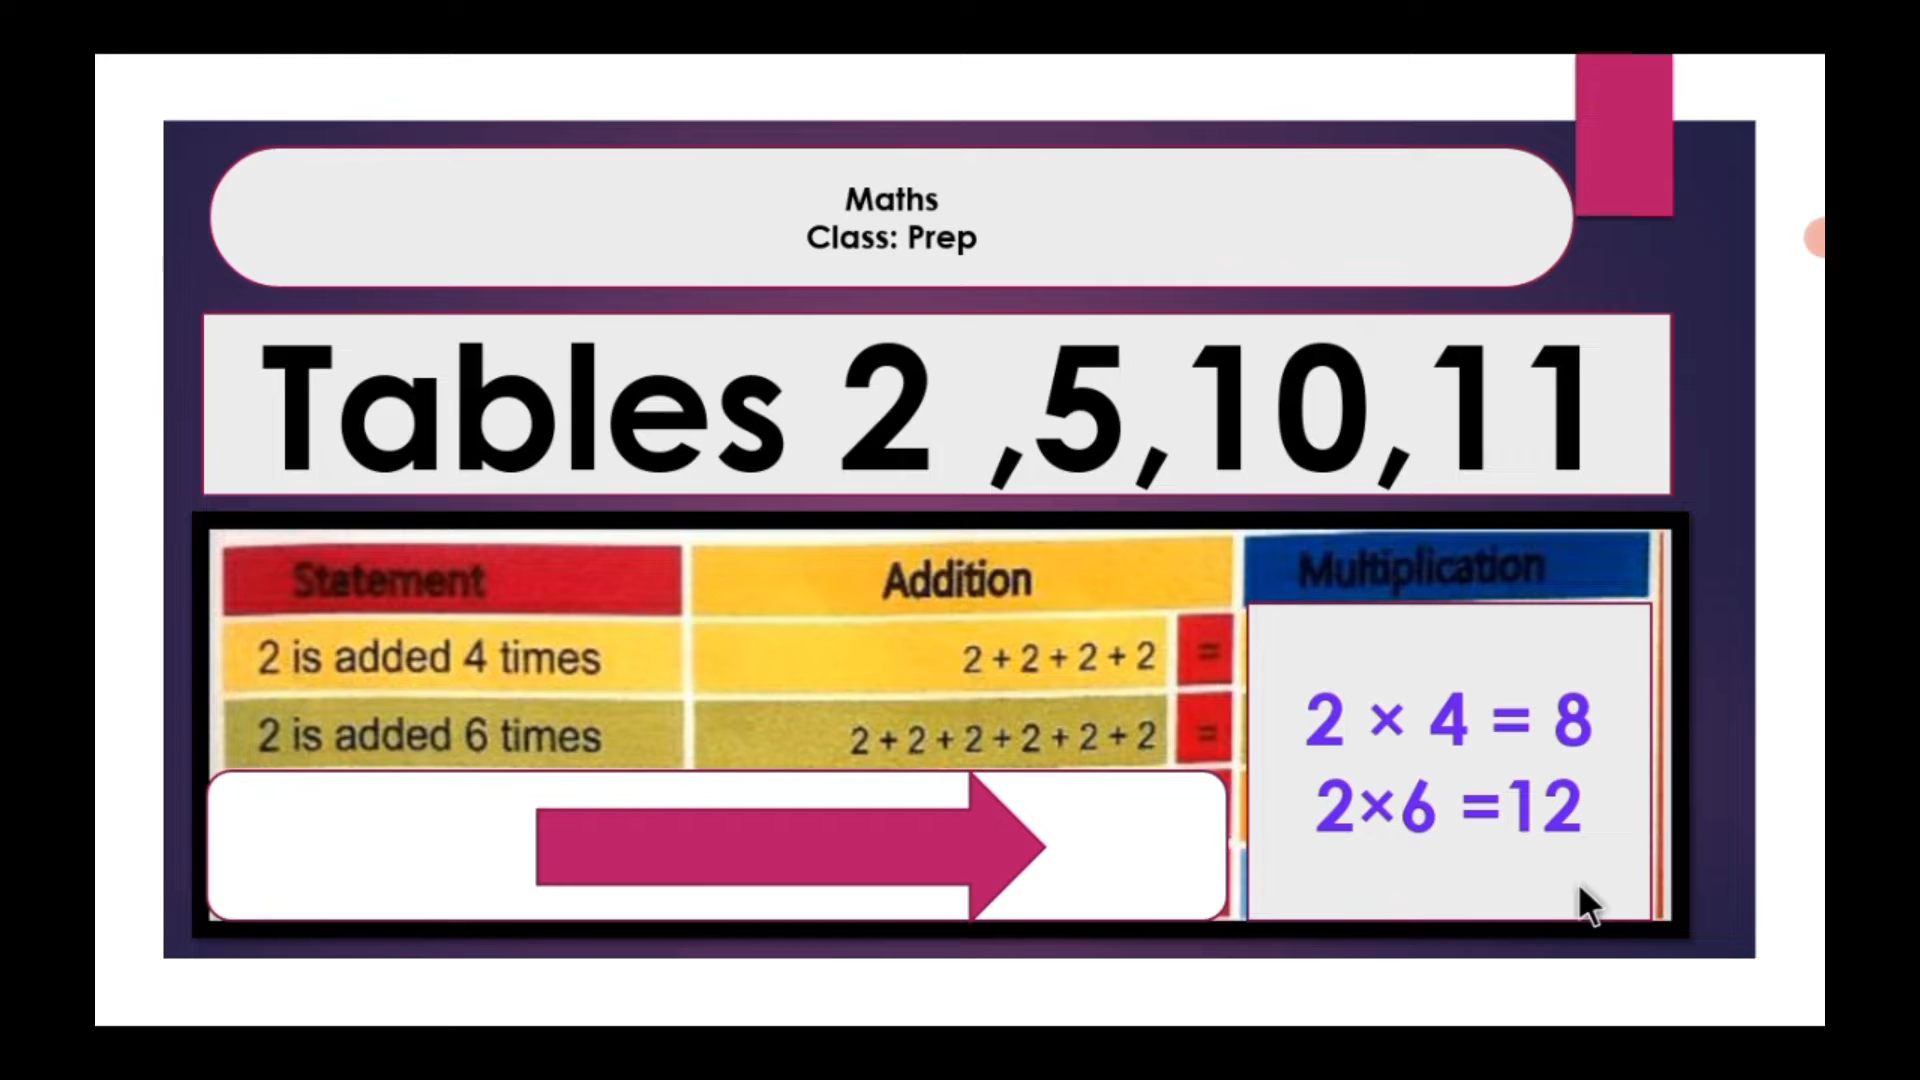 Maths
Class: Prep
Tables 2 ,5,10,11
Statement Addition Multiplication
2 is added 4 times 2 + 2 + 2 + 2 =
2 is added 6 times 2 + 2 + 2 + 2 + 2 + 2 =
2 × 4 = 8
2×6 =12